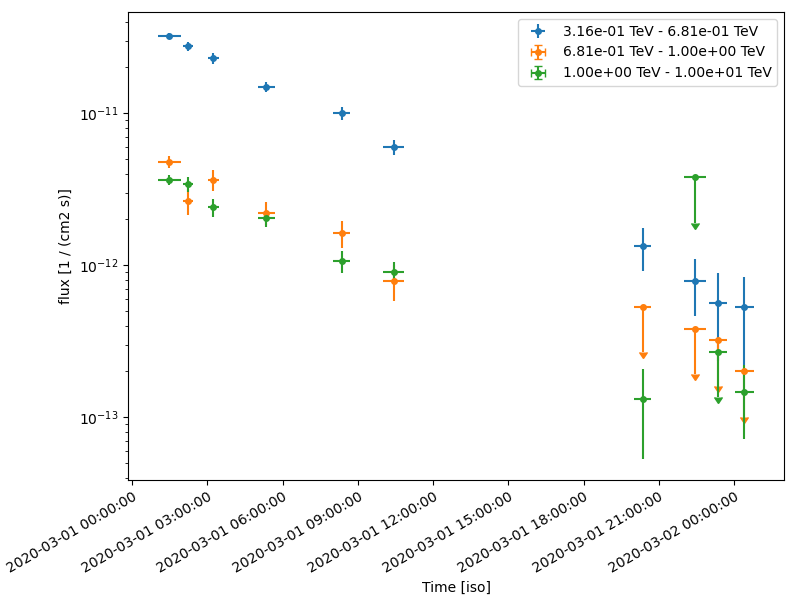 3.16e-01 TeV - 6.81e-01 TeV
6.81e-01 TeV - 1.00e+00 TeV
1.00e+00 TeV - 1.00e+01 TeV
flux [1 / (cm2 s)]
10⁻¹¹
10⁻¹²
10⁻¹³
2020-03-01 00:00:00
2020-03-01 03:00:00
2020-03-01 06:00:00
2020-03-01 09:00:00
2020-03-01 12:00:00
2020-03-01 15:00:00
2020-03-01 18:00:00
2020-03-01 21:00:00
2020-03-02 00:00:00
Time [iso]